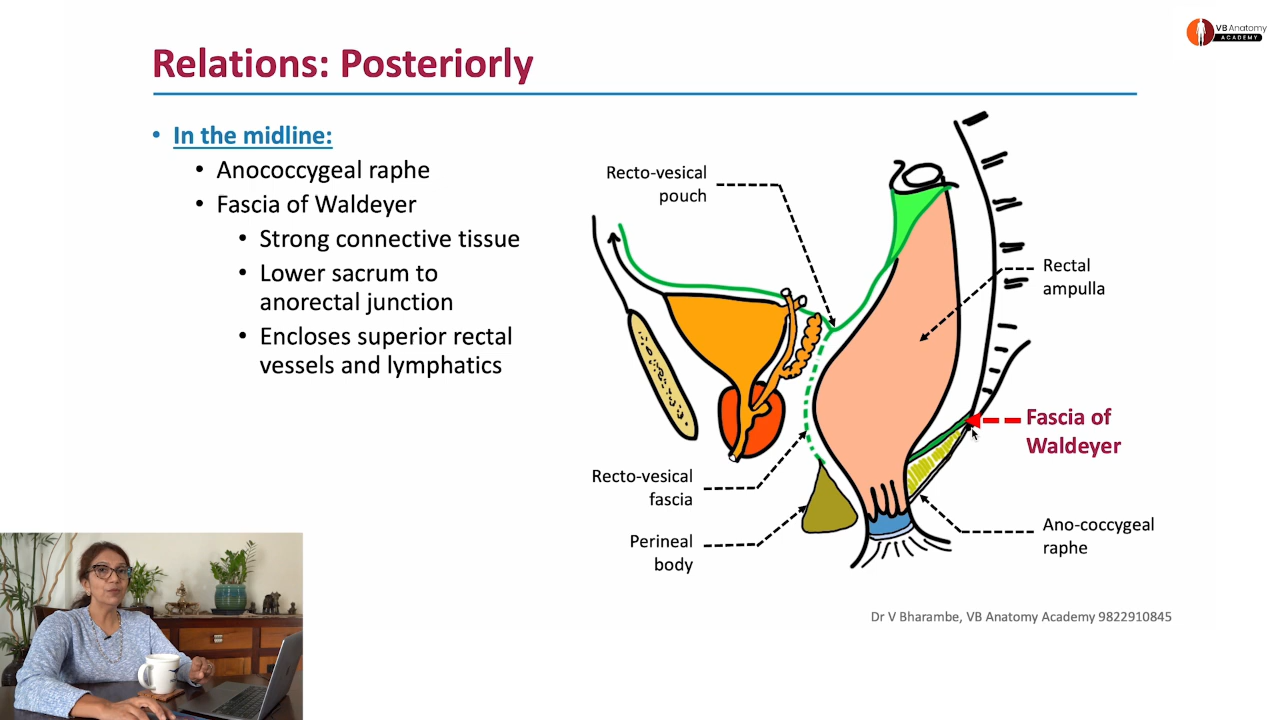 VB Anatomy
ACADEMY
Relations: Posteriorly
• In the midline:
• Anococcygeal raphe
• Fascia of Waldeyer
• Strong connective tissue
• Lower sacrum to
anorectal junction
• Encloses superior rectal
vessels and lymphatics
Recto-vesical
pouch
Rectal
ampulla
Fascia of
Waldeyer
Recto-vesical
fascia
Perineal
body
Ano-coccygeal
raphe
Dr V Bharambe, VB Anatomy Academy 9822910845